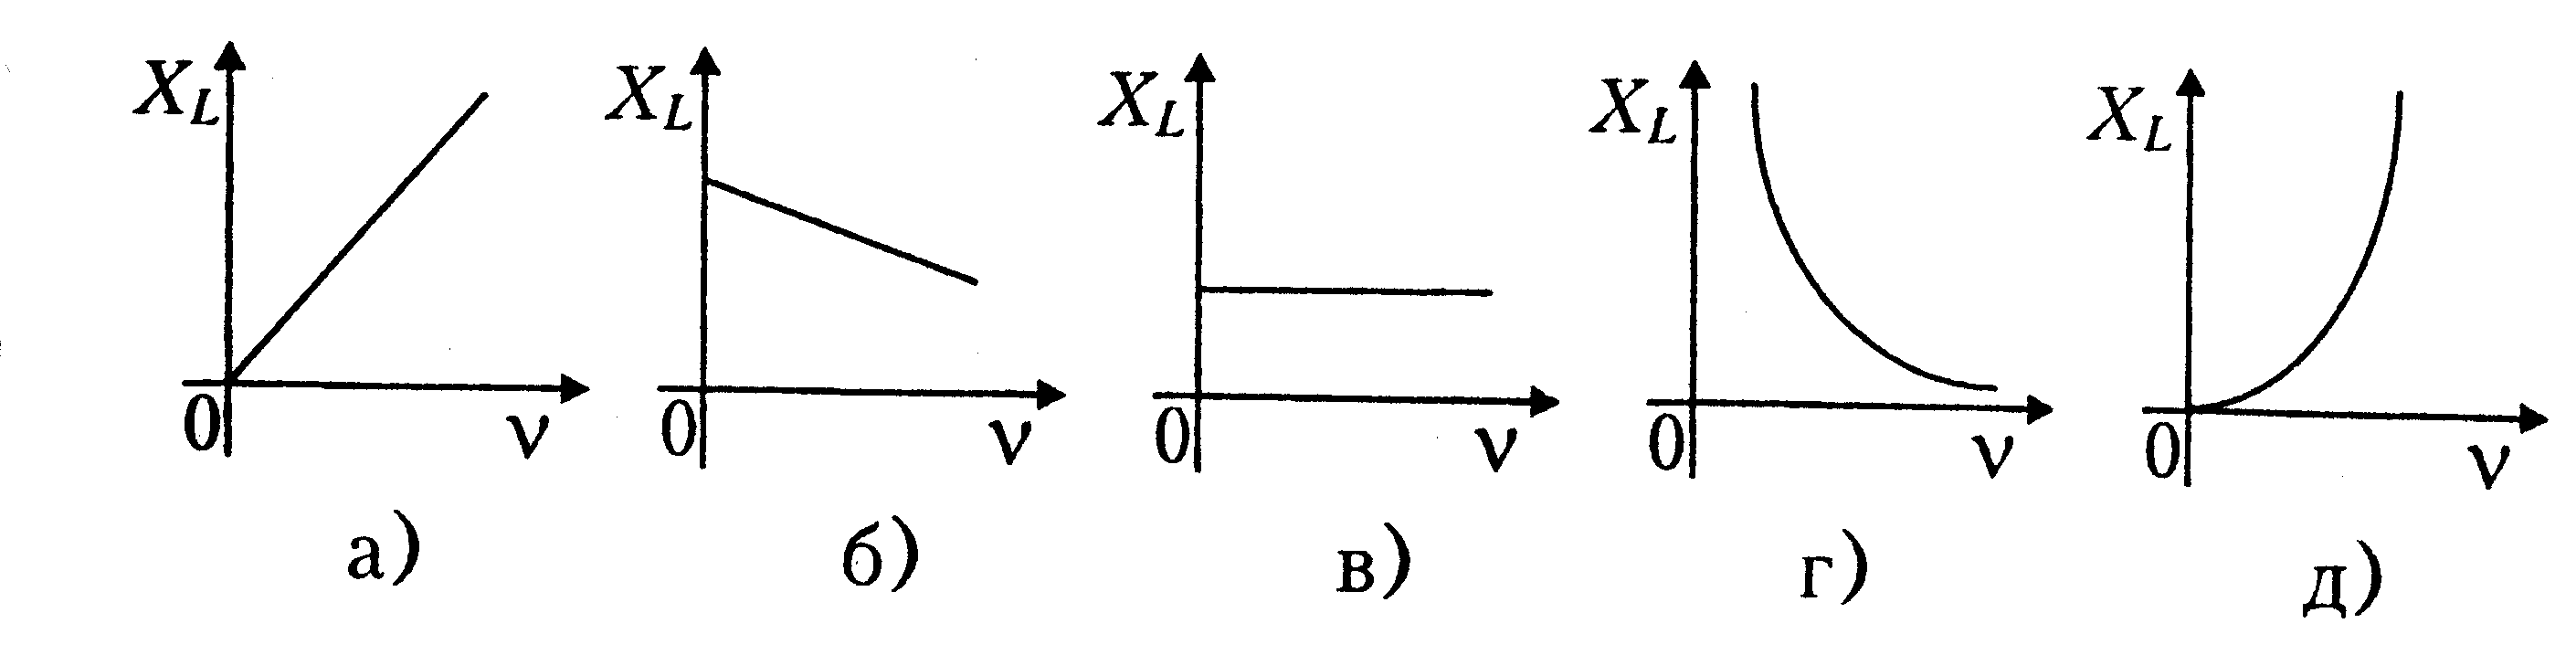 X_L X_L X_L X_L X_L
0 ν 0 ν 0 ν 0 ν 0 ν
а) б) в) г) д)